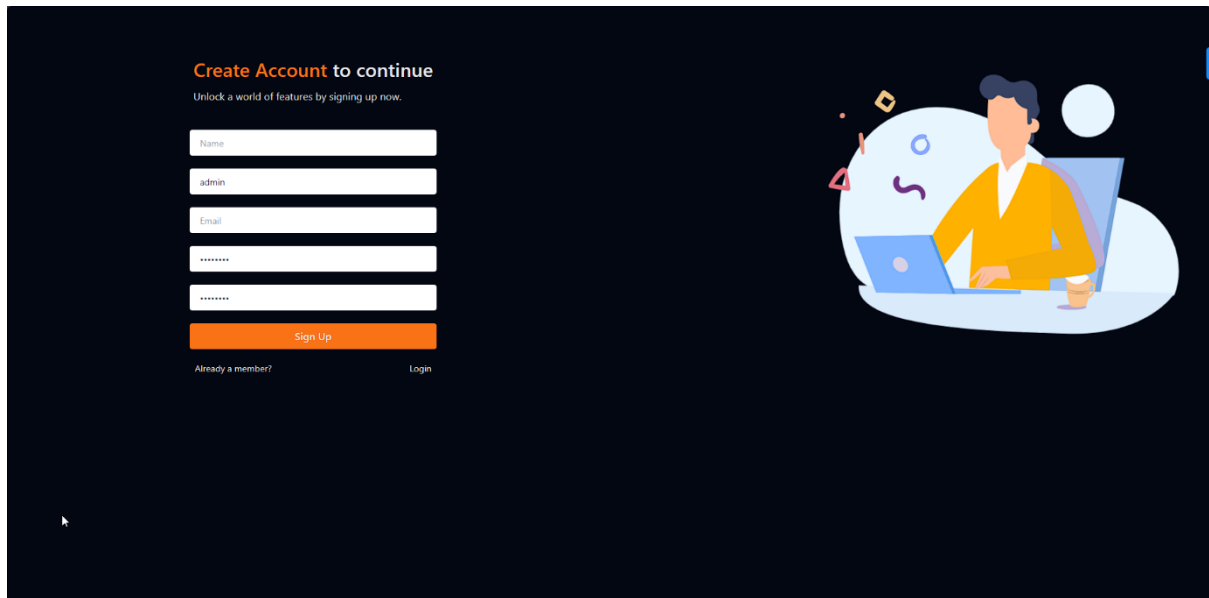 Create Account to continue
Unlock a world of features by signing up now.
Name
admin
Email
••••••••
••••••••
Sign Up
Already a member? Login